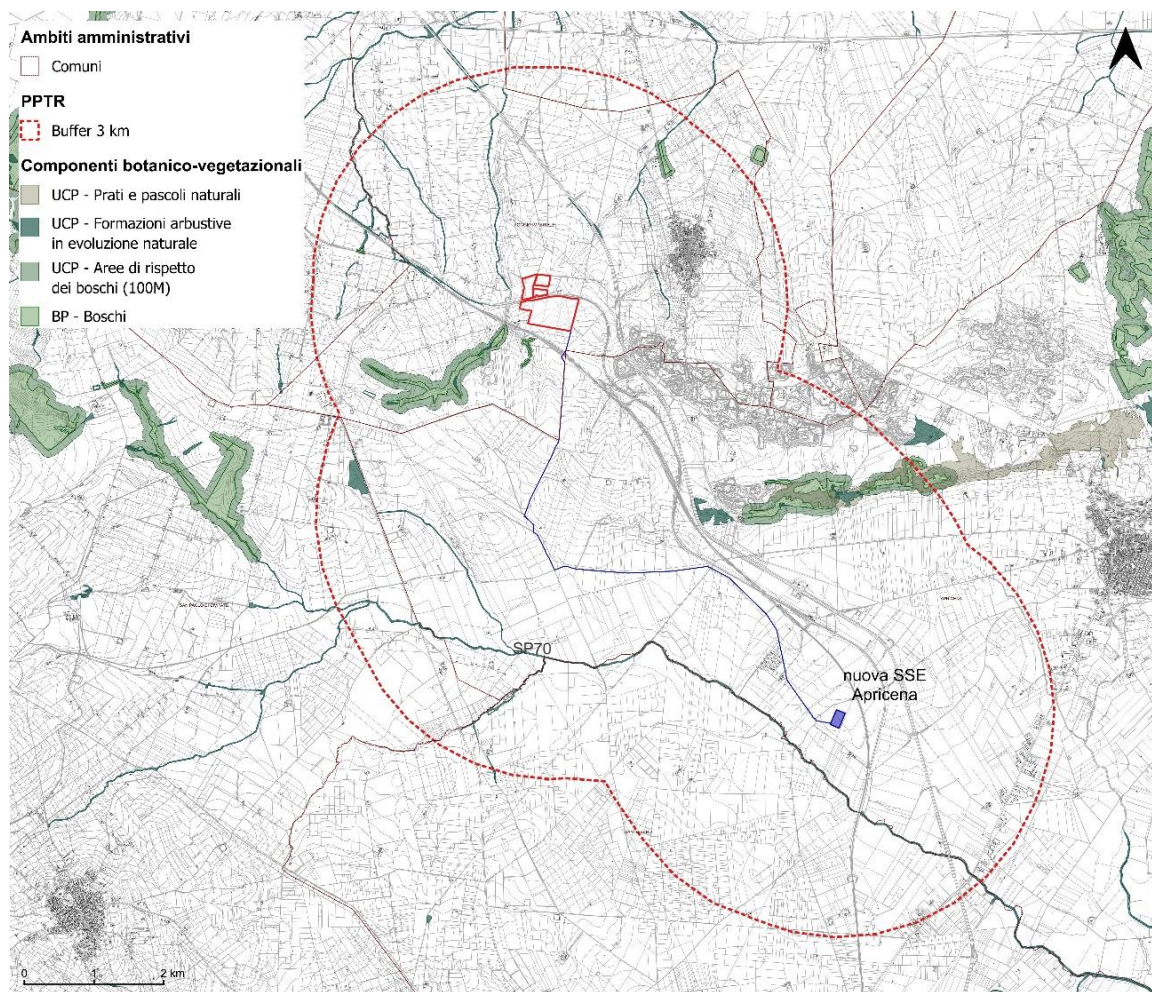 Ambiti amministrativi
Comuni
PPTR
Buffer 3 km
Componenti botanico-vegetazionali
UCP - Prati e pascoli naturali
UCP - Formazioni arbustive
in evoluzione naturale
UCP - Aree di rispetto
dei boschi (100M)
BP - Boschi
SP70
nuova SSE
Apricena
0 1 2 km